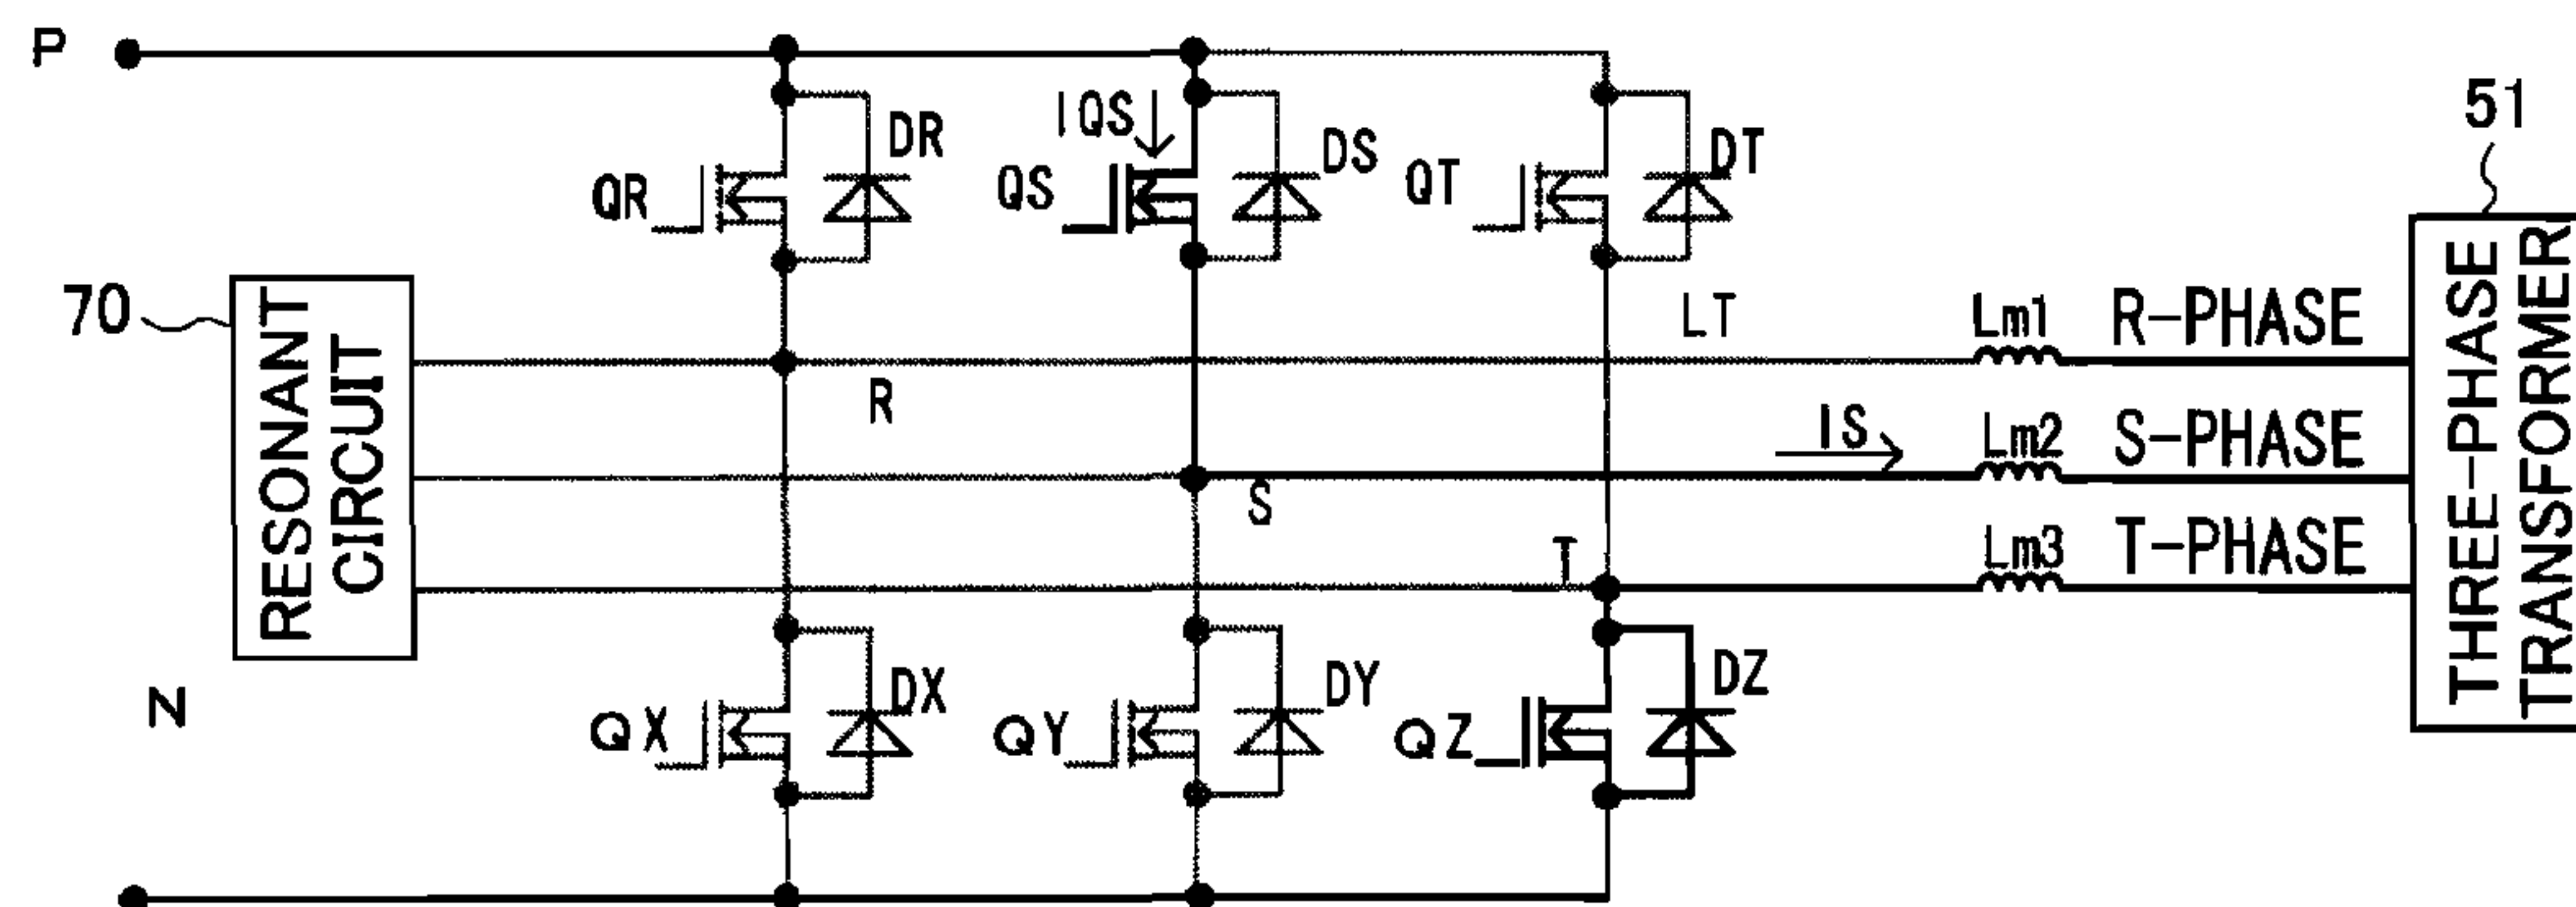 P
51
IQS
DR
DS
DT
QR
QS
QT
70
RESONANT
CIRCUIT
LT
Lm1
R-PHASE
R
IS
Lm2
S-PHASE
S
T
Lm3
T-PHASE
THREE-PHASE
TRANSFORMER
N
DX
DY
DZ
QX
QY
QZ